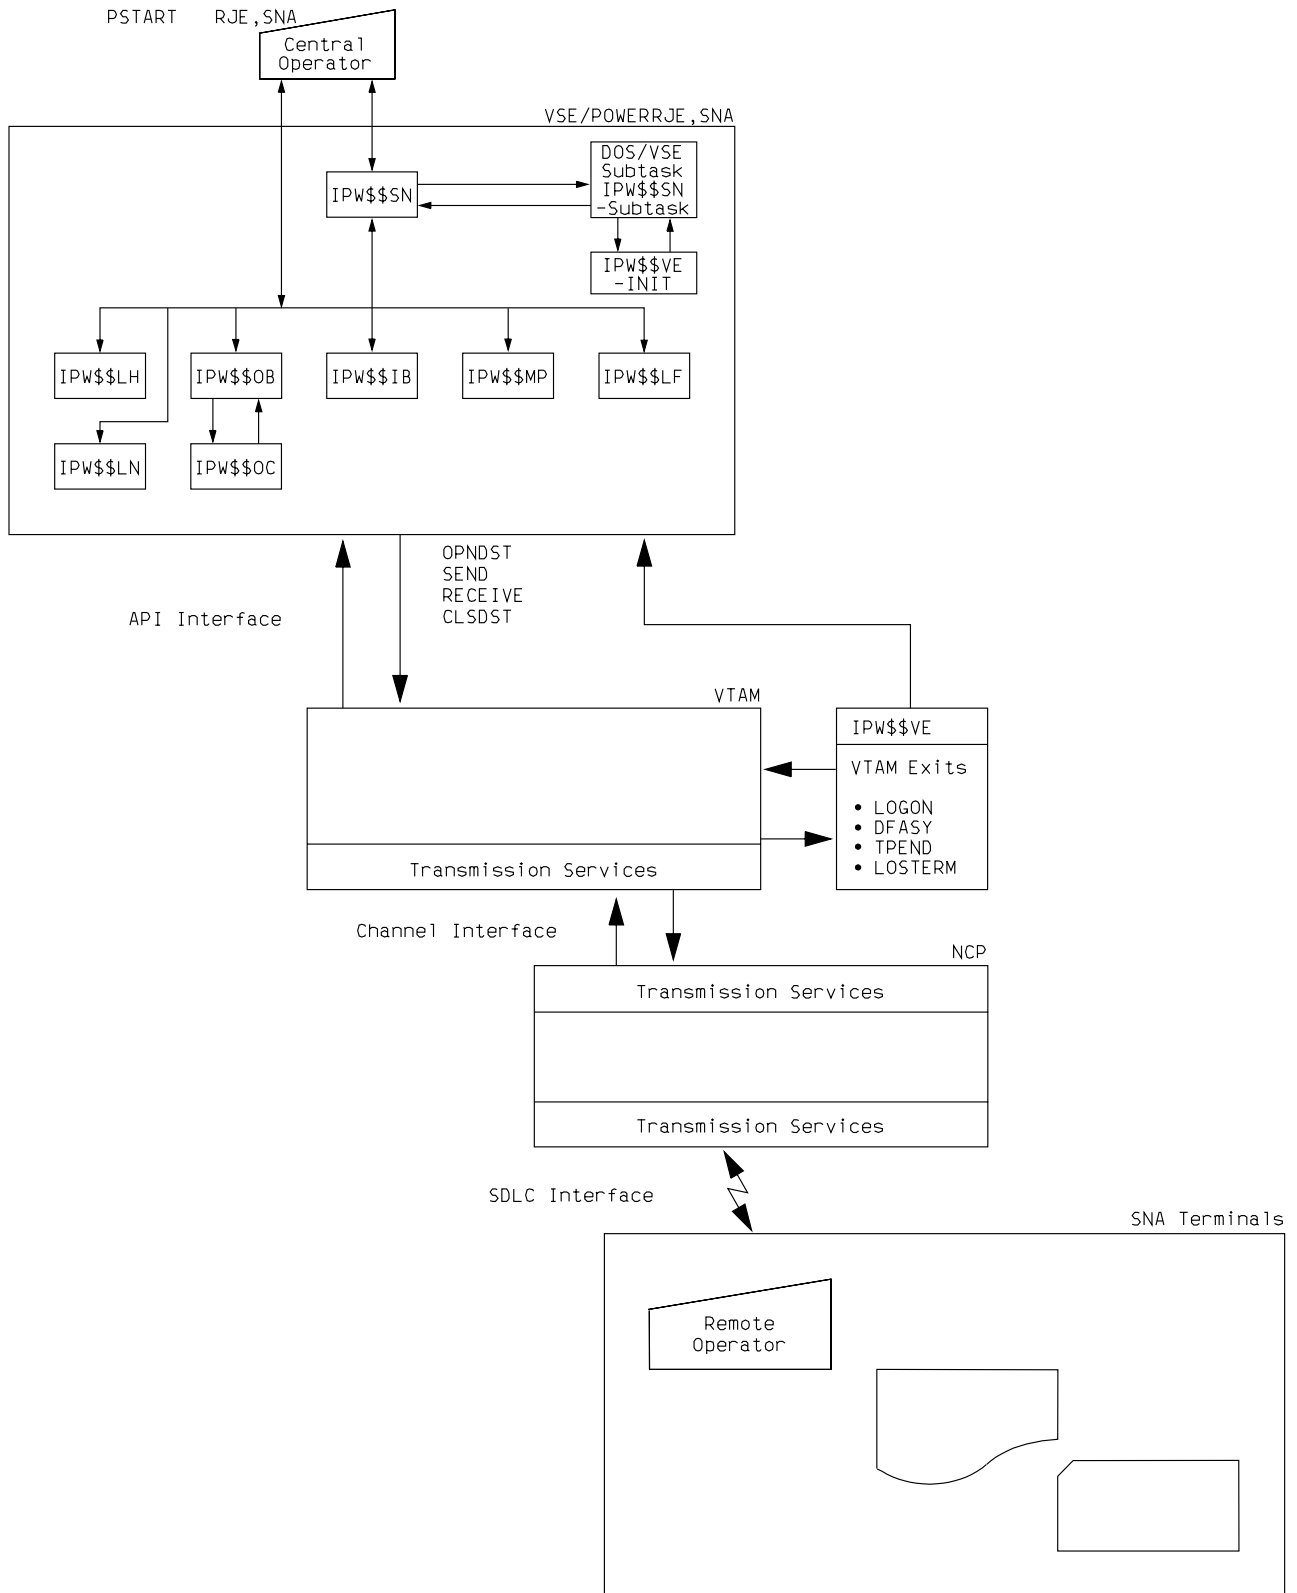 PSTART RJE,SNA
Central
Operator
VSE/POWERRJE,SNA
DOS/VSE
Subtask
IPW$$SN
-Subtask
IPW$$SN
IPW$$VE
-INIT
IPW$$LH
IPW$$OB
IPW$$IB
IPW$$MP
IPW$$LF
IPW$$LN
IPW$$OC
OPNDST
SEND
RECEIVE
CLSDST
API Interface
VTAM
IPW$$VE
VTAM Exits
• LOGON
• DFASY
• TPEND
• LOSTERM
Transmission Services
Channel Interface
NCP
Transmission Services
Transmission Services
SDLC Interface
SNA Terminals
Remote
Operator